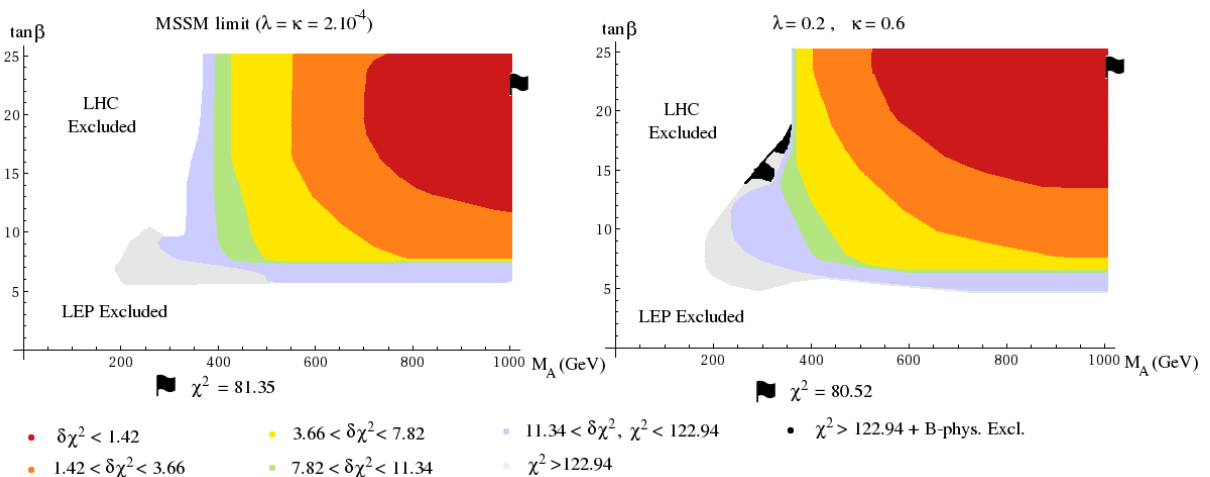 tanβ
MSSM limit (λ = κ = 2.10⁻⁴)
25
20
15
10
5
LHC
Excluded
LEP Excluded
200 400 600 800 1000 M_A (GeV)
χ² = 81.35
tanβ
λ = 0.2 , κ = 0.6
25
20
15
10
5
LHC
Excluded
LEP Excluded
200 400 600 800 1000 M_A (GeV)
χ² = 80.52
δχ² < 1.42
3.66 < δχ² < 7.82
11.34 < δχ², χ² < 122.94
χ² > 122.94 + B-phys. Excl.
1.42 < δχ² < 3.66
7.82 < δχ² < 11.34
χ² >122.94